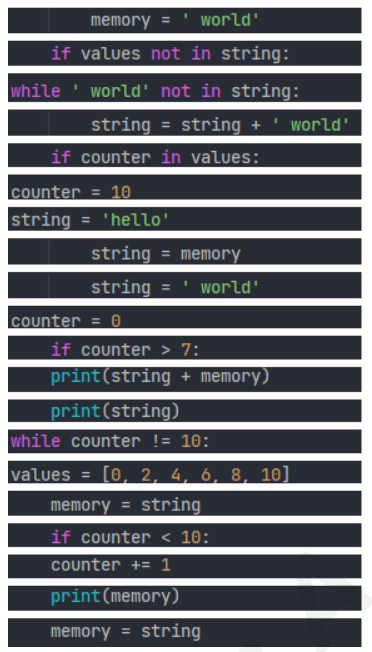 memory = ' world'
    if values not in string:
while ' world' not in string:
        string = string + ' world'
    if counter in values:
counter = 10
string = 'hello'
        string = memory
        string = ' world'
counter = 0
    if counter > 7:
    print(string + memory)
    print(string)
while counter != 10:
values = [0, 2, 4, 6, 8, 10]
    memory = string
    if counter < 10:
    counter += 1
    print(memory)
    memory = string